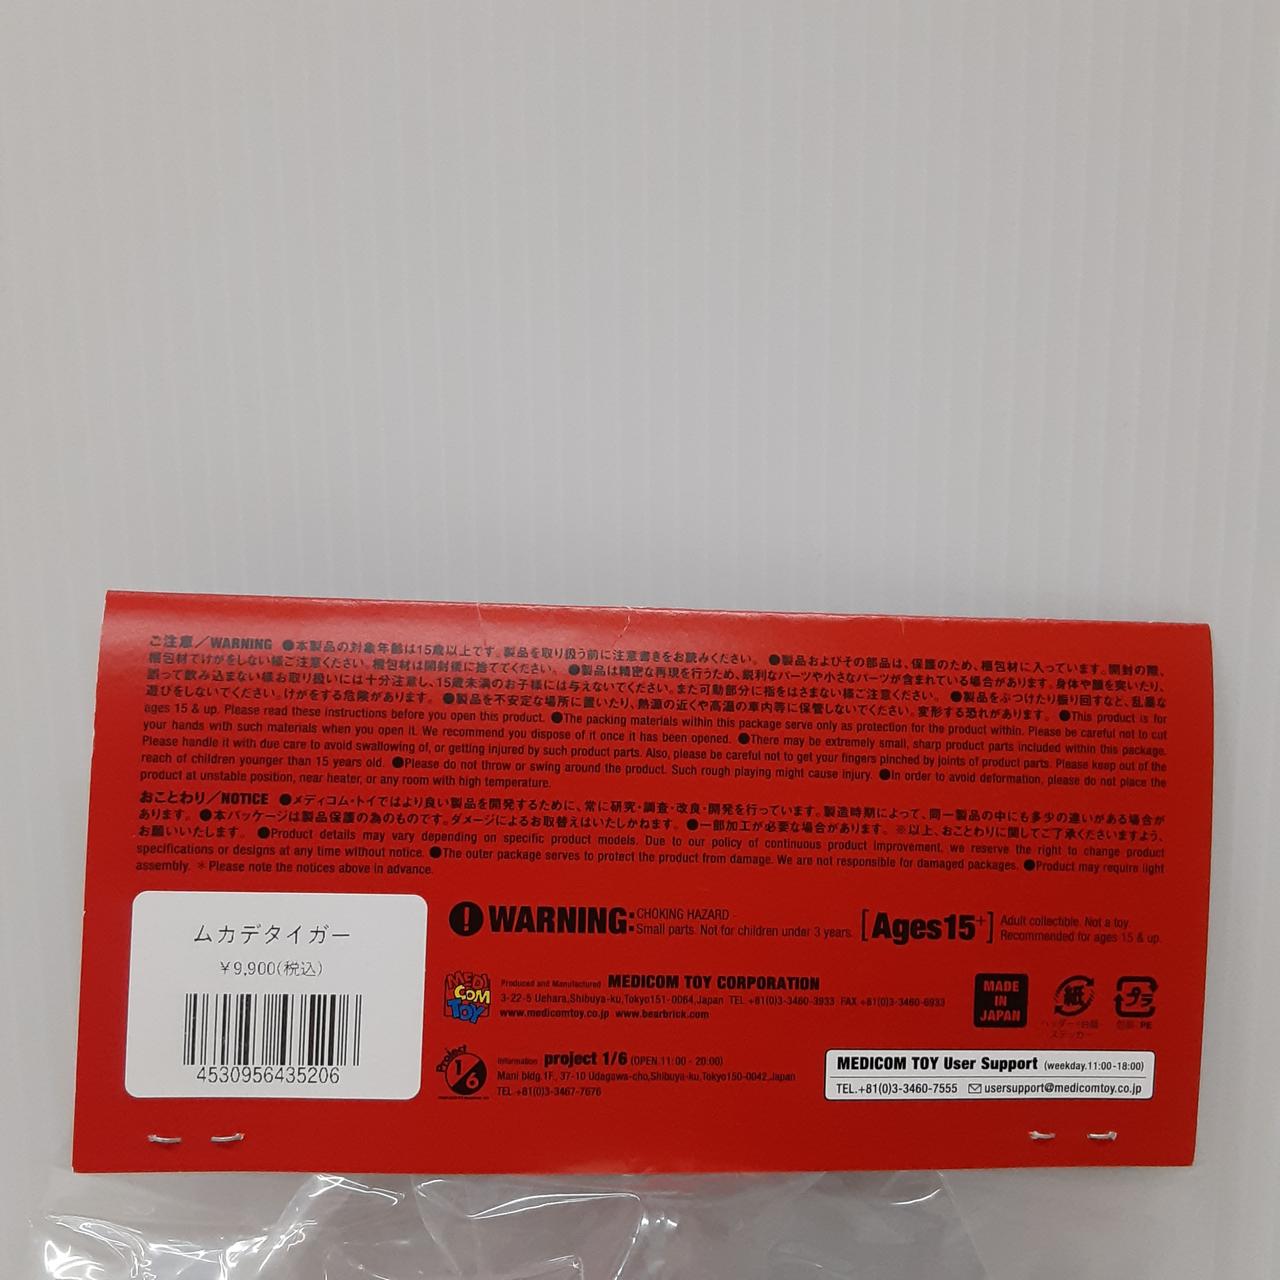 ご注意／WARNING ●本製品の対象年齢は15歳以上です。製品を取り扱う前に注意書きをお読みください。 ●製品およびその部品は、保護のため、梱包材に入っています。開封の際、
梱包材でけがをしない様ご注意ください。梱包材は開封後に捨ててください。 ●製品は精密な再現を行うため、鋭利なパーツや小さなパーツが含まれている場合があります。身体や顔を突いたり、
誤って飲み込まない様お取り扱いには十分注意し、15歳未満のお子様には与えないでください。また可動部分に指をはさまない様ご注意ください。 ●製品をぶつけたり振り回すなど、乱暴な
遊びをしないでください。けがをする危険があります。 ●製品を不安定な場所に置いたり、熱源の近くや高温の車内等に保管しないでください。変形する恐れがあります。 ●This product is for
ages 15 & up. Please read these instructions before you open this product. ●The packing materials within this package serve only as protection for the product within. Please be careful not to cut
your hands with such materials when you open it. We recommend you dispose of it once it has been opened. ●There may be extremely small, sharp product parts included within this package.
Please handle it with due care to avoid swallowing of, or getting injured by such product parts. Also, please be careful not to get your fingers pinched by joints of product parts. Please keep out of the
reach of children younger than 15 years old. ●Please do not throw or swing around the product. Such rough playing might cause injury. ●In order to avoid deformation, please do not place the
product at unstable position, near heater, or any room with high temperature.
おことわり／NOTICE ●メディコム・トイではより良い製品を開発するために、常に研究・調査・改良・開発を行っています。製造時期によって、同一製品の中にも多少の違いがある場合が
あります。 ●本パッケージは製品保護の為のものです。ダメージによるお取替えはいたしかねます。 ●一部加工が必要な場合があります。 ※以上、おことわりに関してご了承くださいますよう、
お願いいたします。 ●Product details may vary depending on specific product models. Due to our policy of continuous product improvement, we reserve the right to change product
specifications or designs at any time without notice. ●The outer package serves to protect the product from damage. We are not responsible for damaged packages. ●Product may require light
assembly. ＊Please note the notices above in advance.
ムカデタイガー
￥9,900(税込)
4530956435206
WARNING: CHOKING HAZARD -
Small parts. Not for children under 3 years.
[Ages15+]
Adult collectible. Not a toy.
Recommended for ages 15 & up.
MEDI
COM
TOY
Produced and Manufactured MEDICOM TOY CORPORATION
3-22-5 Uehara,Shibuya-ku,Tokyo151-0064,Japan TEL.+81(0)3-3460-3933 FAX +81(0)3-3460-6933
www.medicomtoy.co.jp www.bearbrick.com
MADE
IN
JAPAN
紙
プラ
包装:PE
Project
1/6
Information project 1/6 (OPEN.11:00 - 20:00)
Mani bldg.1F., 37-10 Udagawa-cho,Shibuya-ku,Tokyo150-0042,Japan
TEL.+81(0)3-3467-7676
MEDICOM TOY User Support (weekday.11:00-18:00)
TEL.+81(0)3-3460-7555 usersupport@medicomtoy.co.jp